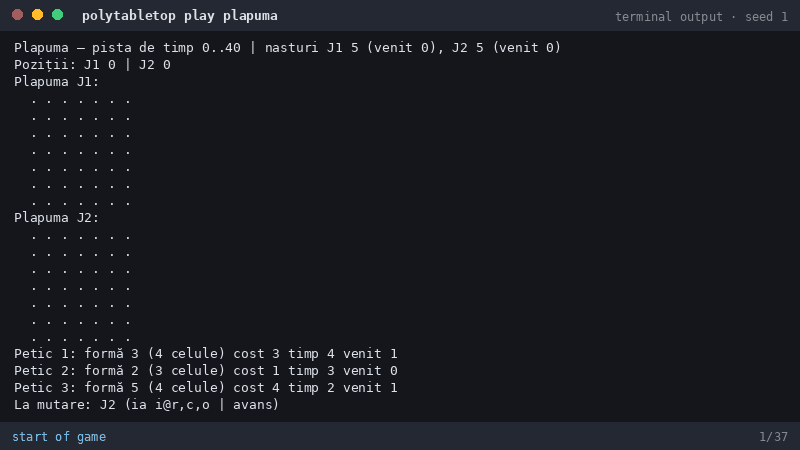 polytabletop play plapuma
terminal output · seed 1
Plapuma — pista de timp 0..40 | nasturi J1 5 (venit 0), J2 5 (venit 0)
Poziții: J1 0 | J2 0
Plapuma J1:
. . . . . . .
. . . . . . .
. . . . . . .
. . . . . . .
. . . . . . .
. . . . . . .
. . . . . . .
Plapuma J2:
. . . . . . .
. . . . . . .
. . . . . . .
. . . . . . .
. . . . . . .
. . . . . . .
. . . . . . .
Petic 1: formă 3 (4 celule) cost 3 timp 4 venit 1
Petic 2: formă 2 (3 celule) cost 1 timp 3 venit 0
Petic 3: formă 5 (4 celule) cost 4 timp 2 venit 1
La mutare: J2 (ia i@r,c,o | avans)
start of game
1/37